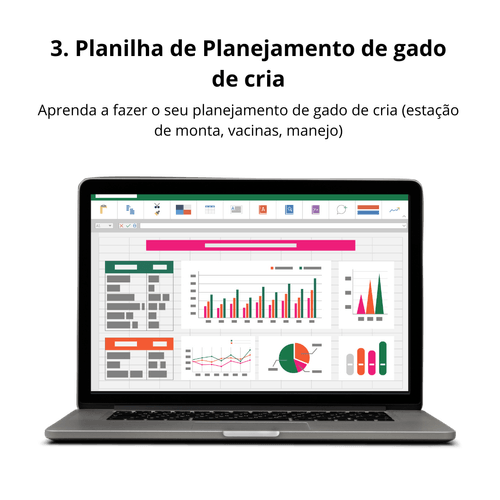 3. Planilha de Planejamento de gado
de cria
Aprenda a fazer o seu planejamento de gado de cria (estação
de monta, vacinas, manejo)